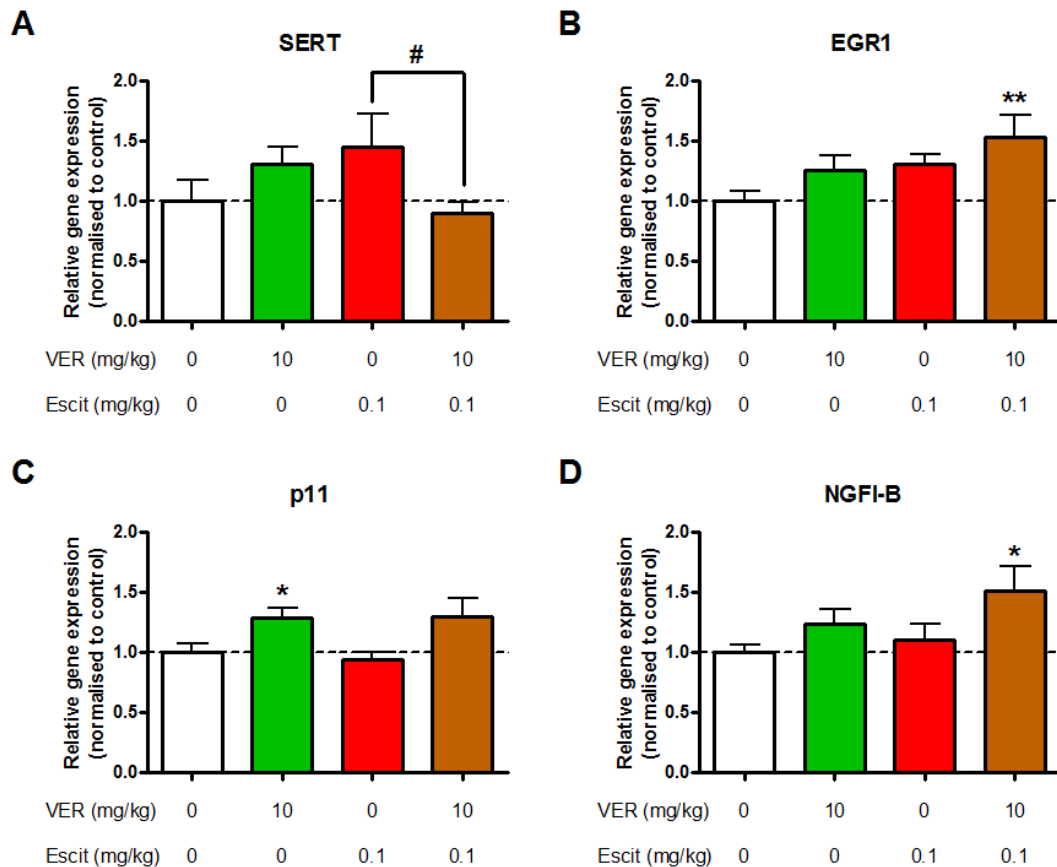 A
SERT
#
Relative gene expression
(normalised to control)
2.0
1.5
1.0
0.5
0.0
VER (mg/kg) 0 10 0 10
Escit (mg/kg) 0 0 0.1 0.1
B
EGR1
**
Relative gene expression
(normalised to control)
2.0
1.5
1.0
0.5
0.0
VER (mg/kg) 0 10 0 10
Escit (mg/kg) 0 0 0.1 0.1
C
p11
*
Relative gene expression
(normalised to control)
2.0
1.5
1.0
0.5
0.0
VER (mg/kg) 0 10 0 10
Escit (mg/kg) 0 0 0.1 0.1
D
NGFI-B
*
Relative gene expression
(normalised to control)
2.0
1.5
1.0
0.5
0.0
VER (mg/kg) 0 10 0 10
Escit (mg/kg) 0 0 0.1 0.1